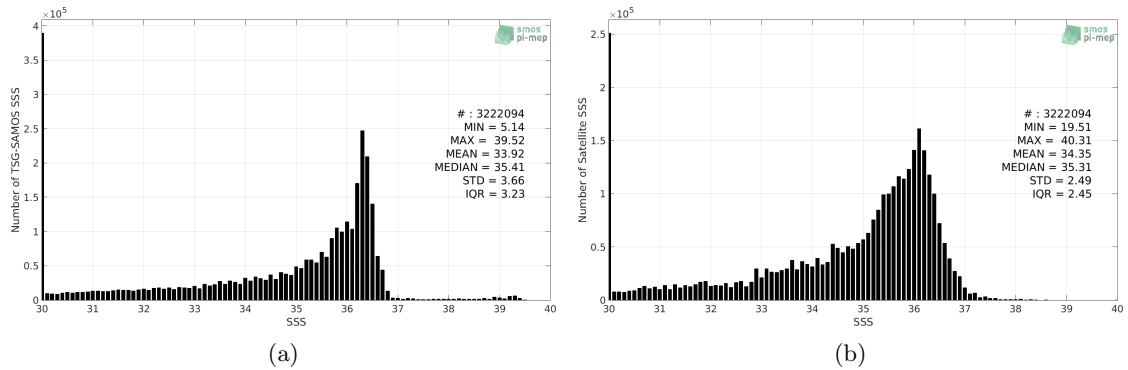 ×10⁵
4
3.5
3
2.5
2
1.5
1
0.5
0
Number of TSG-SAMOS SSS
smos
pi-mep
# : 3222094
MIN = 5.14
MAX = 39.52
MEAN = 33.92
MEDIAN = 35.41
STD = 3.66
IQR = 3.23
30 31 32 33 34 35 36 37 38 39 40
SSS
(a)
×10⁵
2.5
2
1.5
1
0.5
0
Number of Satellite SSS
smos
pi-mep
# : 3222094
MIN = 19.51
MAX = 40.31
MEAN = 34.35
MEDIAN = 35.31
STD = 2.49
IQR = 2.45
30 31 32 33 34 35 36 37 38 39 40
SSS
(b)